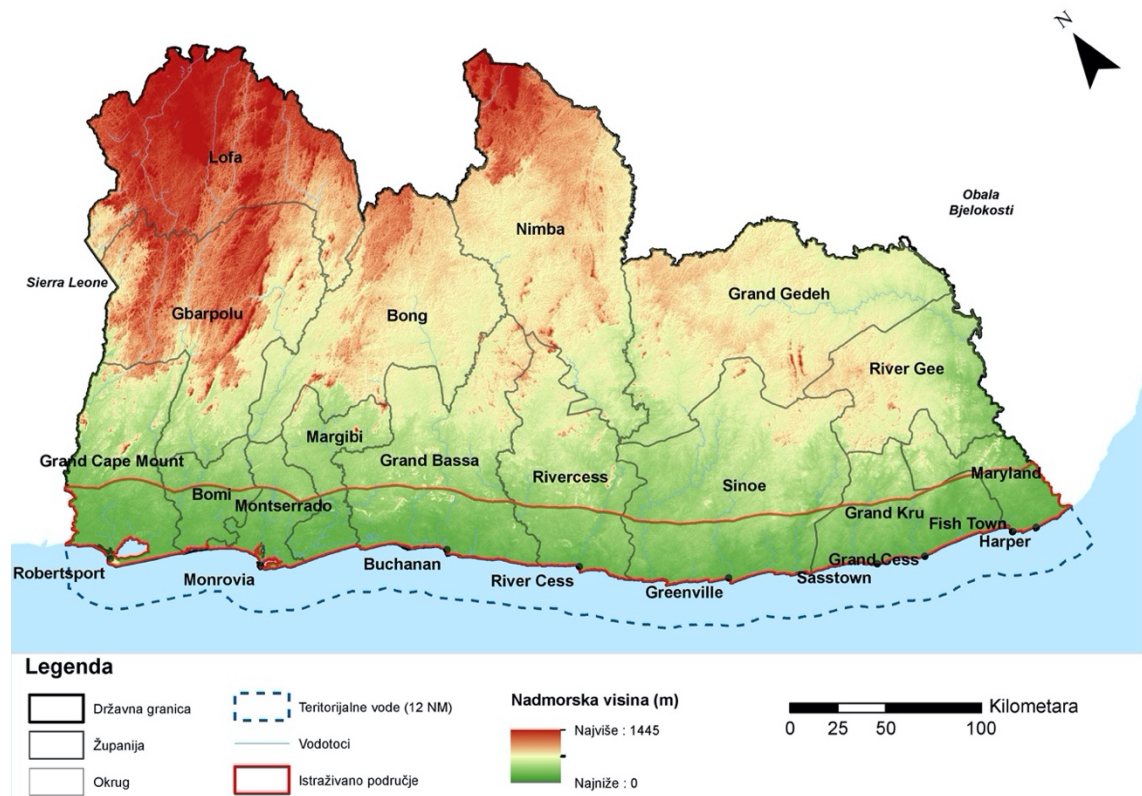 N
Lofa
Obala
Bjelokosti
Nimba
Sierra Leone
Grand Gedeh
Gbarpolu
Bong
River Gee
Margibi
Grand Cape Mount
Grand Bassa
Maryland
Rivercess
Sinoe
Bomi
Montserrado
Grand Kru
Fish Town
Harper
Grand Cess
Buchanan
Robertsport
Monrovia
River Cess
Sasstown
Greenville
Legenda
Državna granica
Županija
Okrug
Teritorijalne vode (12 NM)
Vodotoci
Istraživano područje
Nadmorska visina (m)
Najviše : 1445
Najniže : 0
Kilometara
0 25 50 100